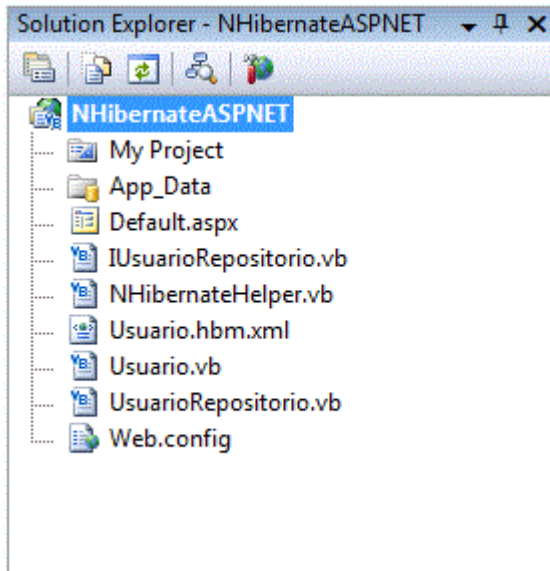 Solution Explorer - NHibernateASPNET
NHibernateASPNET
My Project
App_Data
Default.aspx
IUsuarioRepositorio.vb
NHibernateHelper.vb
Usuario.hbm.xml
Usuario.vb
UsuarioRepositorio.vb
Web.config